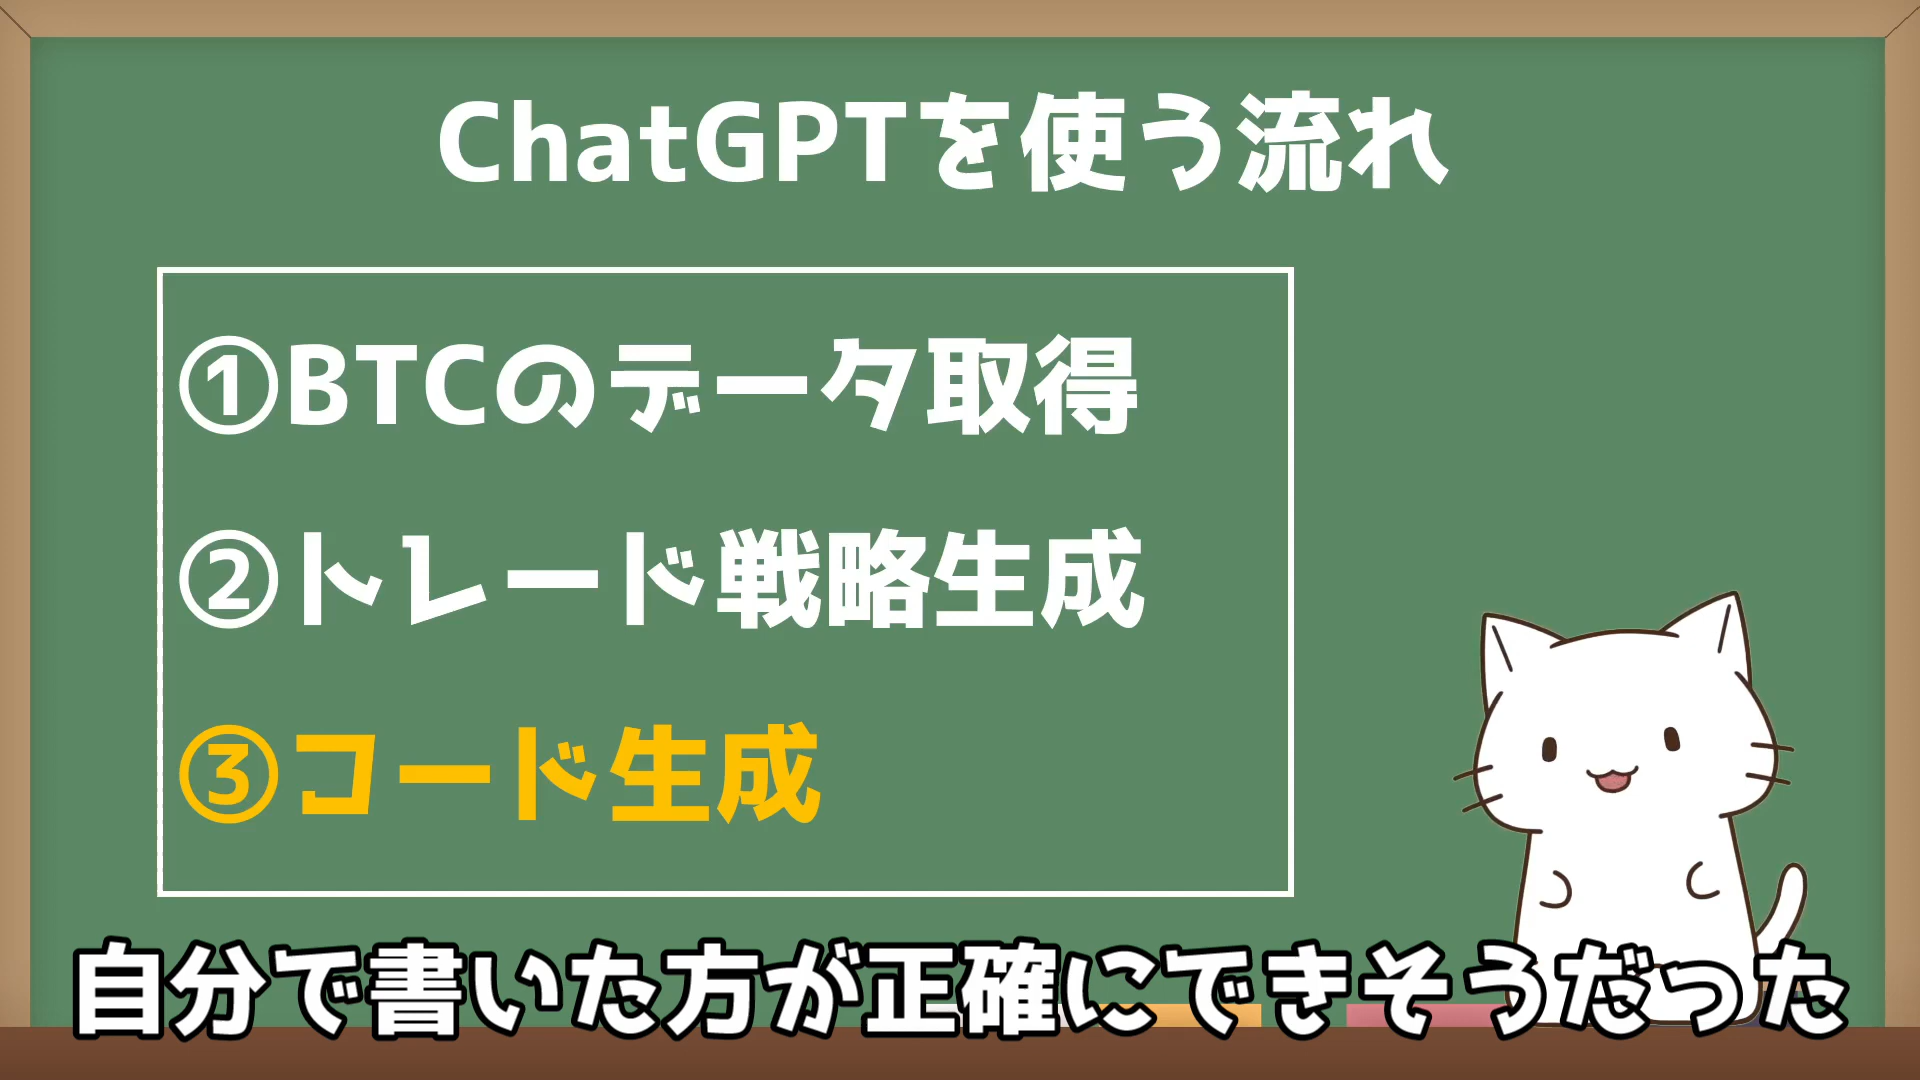 ChatGPTを使う流れ
①BTCのデータ取得
②トレード戦略生成
③コード生成
自分で書いた方が正確にできそうだった